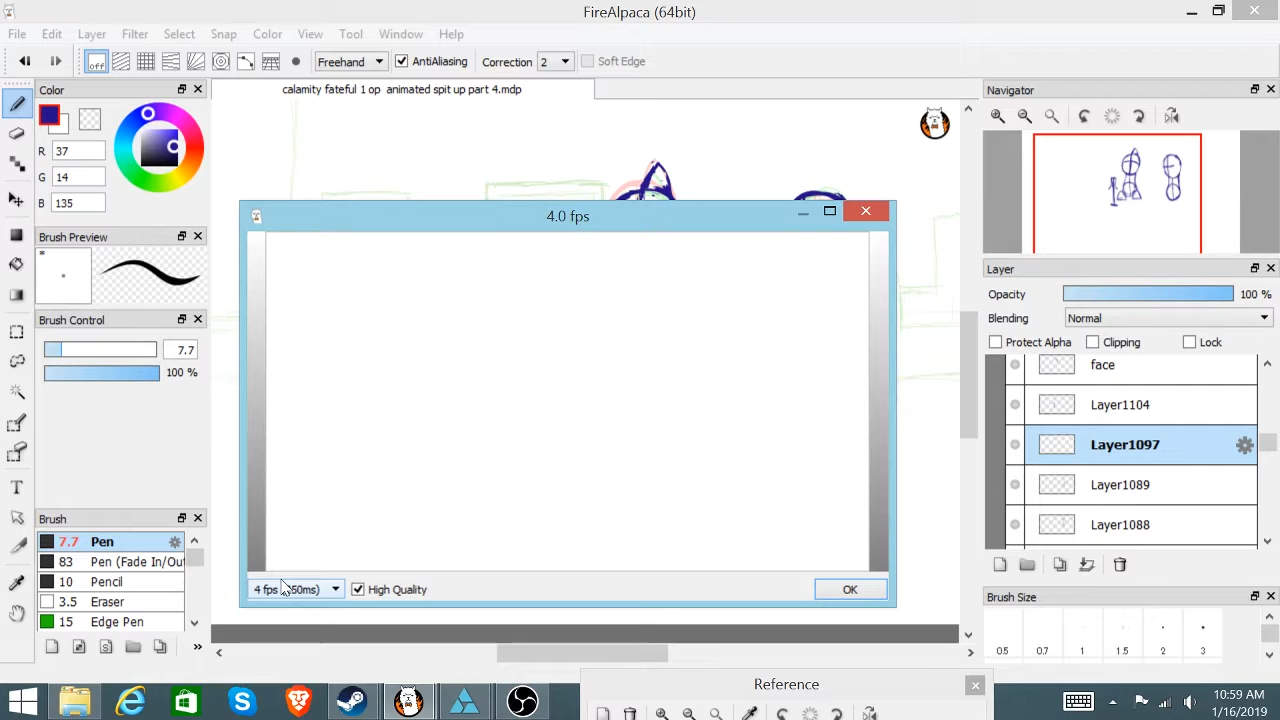 FireAlpaca (64bit)
File Edit Layer Filter Select Snap Color View Tool Window Help
off Freehand AntiAliasing Correction 2 Soft Edge
Color
calamity fateful 1 op animated spit up part 4.mdp
Navigator
R 37
G 14
B 135
4.0 fps
Brush Preview
*
Layer
Opacity 100 %
Blending Normal
Brush Control
Protect Alpha Clipping Lock
7.7
100 %
face
Layer1104
Layer1097
Layer1089
Layer1088
T
Brush
7.7 Pen
83 Pen (Fade In/Out
10 Pencil
3.5 Eraser
15 Edge Pen
4 fps 50ms) High Quality OK
Brush Size
0.5 0.7 1 1.5 2 3
Reference
10:59 AM
1/16/2019